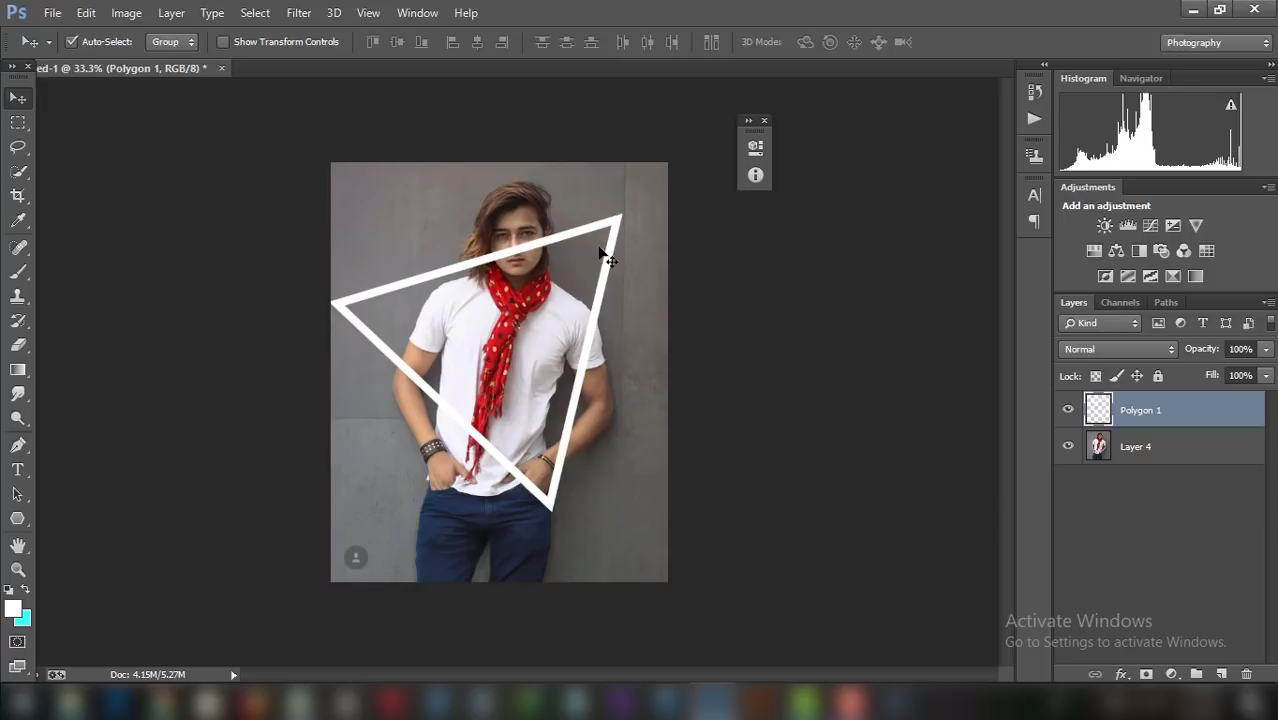 Ps File Edit Image Layer Type Select Filter 3D View Window Help
Auto-Select: Group Show Transform Controls 3D Mode: Photography
ed-1 @ 33.3% (Polygon 1, RGB/8) * ×
Histogram Navigator
Adjustments
Add an adjustment
Layers Channels Paths
Kind
Normal Opacity: 100%
Lock: Fill: 100%
Polygon 1
Layer 4
Activate Windows
Go to Settings to activate Windows.
Doc: 4.15M/5.27M